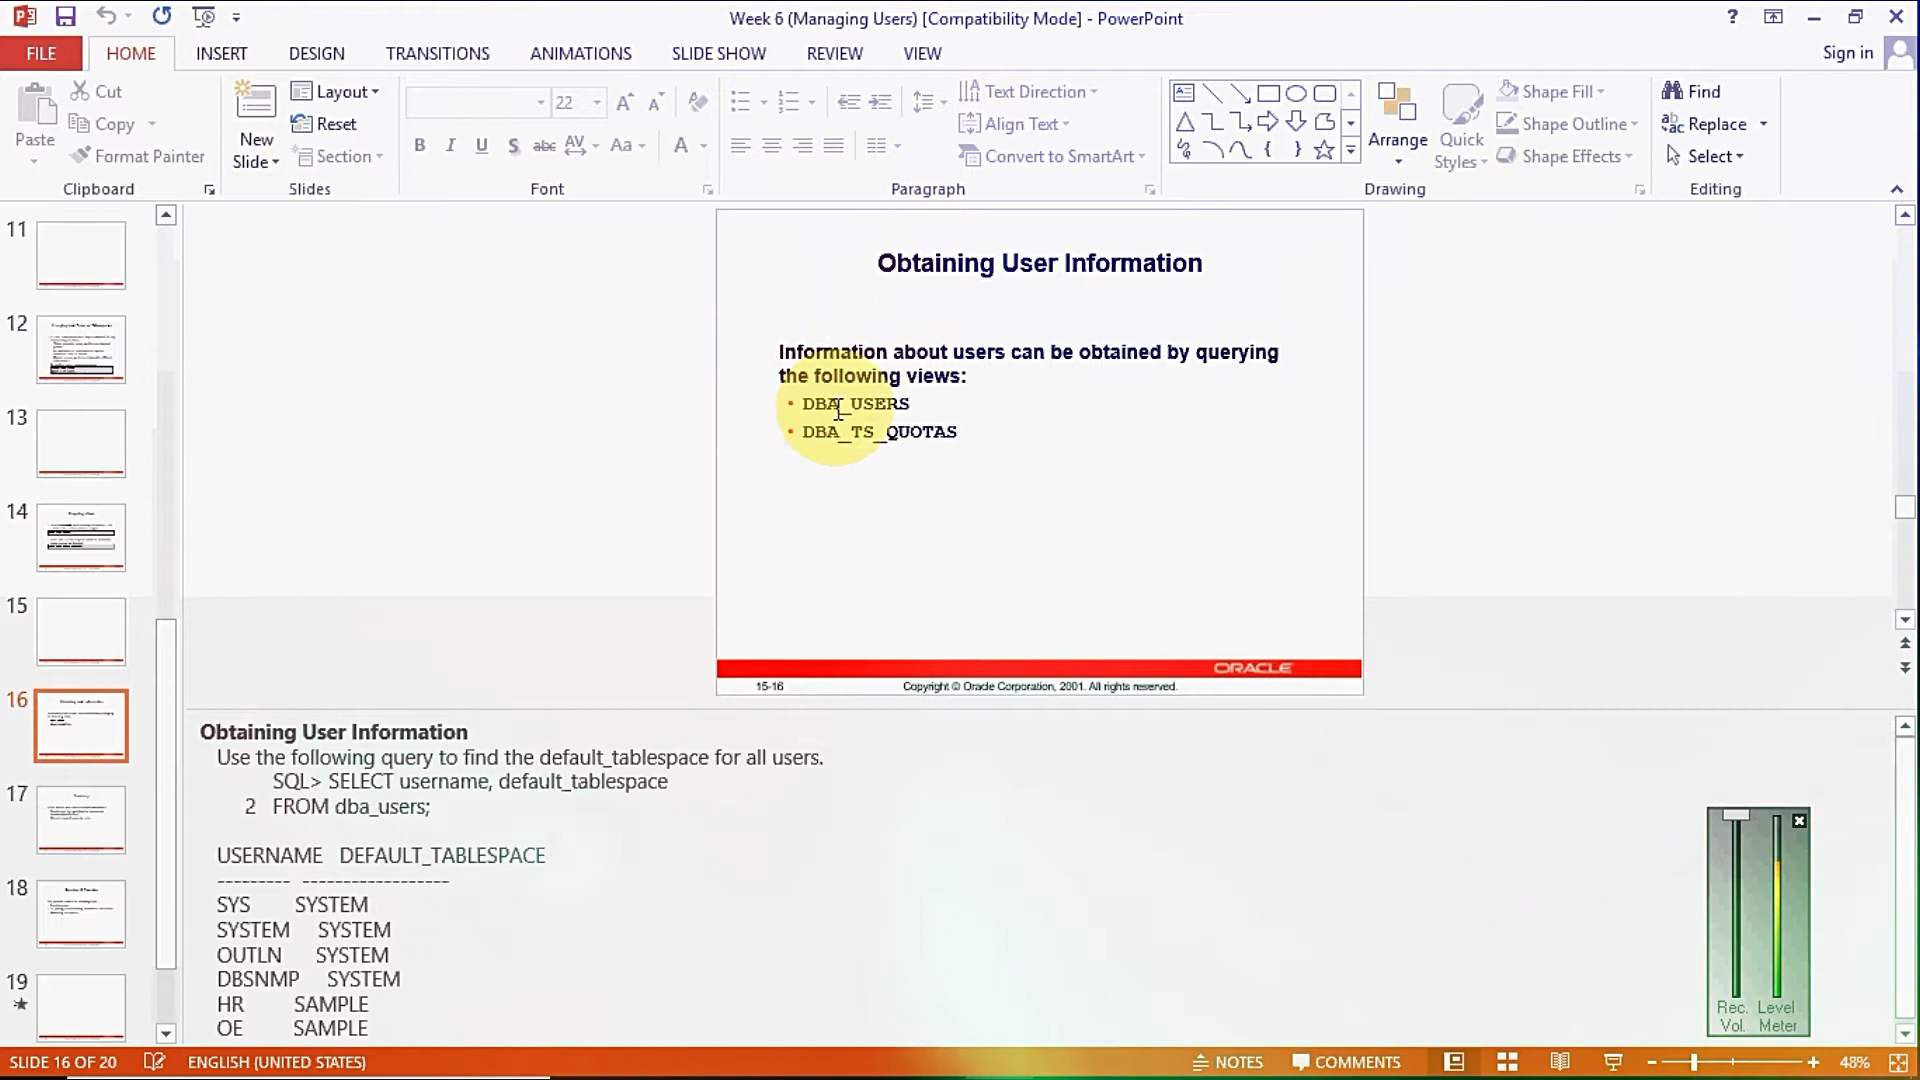 Week 6 (Managing Users) [Compatibility Mode] - PowerPoint
?
FILE
HOME
INSERT
DESIGN
TRANSITIONS
ANIMATIONS
SLIDE SHOW
REVIEW
VIEW
Sign in
Paste
Cut
Copy
Format Painter
Clipboard
New
Slide
Layout
Reset
Section
Slides
22
B I U S abc AV Aa A
Font
Text Direction
Align Text
Convert to SmartArt
Paragraph
Arrange
Quick
Styles
Shape Fill
Shape Outline
Shape Effects
Drawing
Find
Replace
Select
Editing
11
12
13
14
15
16
17
18
19
Obtaining User Information
Information about users can be obtained by querying
the following views:
• DBA_USERS
• DBA_TS_QUOTAS
ORACLE
15-16
Copyright © Oracle Corporation, 2001. All rights reserved.
Obtaining User Information
Use the following query to find the default_tablespace for all users.
SQL> SELECT username, default_tablespace
2 FROM dba_users;
USERNAME DEFAULT_TABLESPACE
--------- ------------------
SYS SYSTEM
SYSTEM SYSTEM
OUTLN SYSTEM
DBSNMP SYSTEM
HR SAMPLE
OE SAMPLE
Rec. Level
Vol. Meter
SLIDE 16 OF 20
ENGLISH (UNITED STATES)
NOTES
COMMENTS
48%